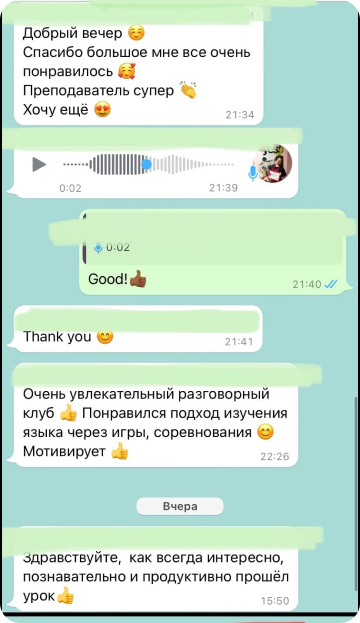 Добрый вечер ☺️
Спасибо большое мне все очень
понравилось 🥰
Преподаватель супер 👏
Хочу ещё 😍
21:34
0:02
21:39
0:02
Good!👍🏾
21:40
Thank you 😊
21:41
Очень увлекательный разговорный
клуб 👍 Понравился подход изучения
языка через игры, соревнования 😊
Мотивирует 👍
22:26
Вчера
Здравствуйте, как всегда интересно,
познавательно и продуктивно прошёл
урок👍
15:50